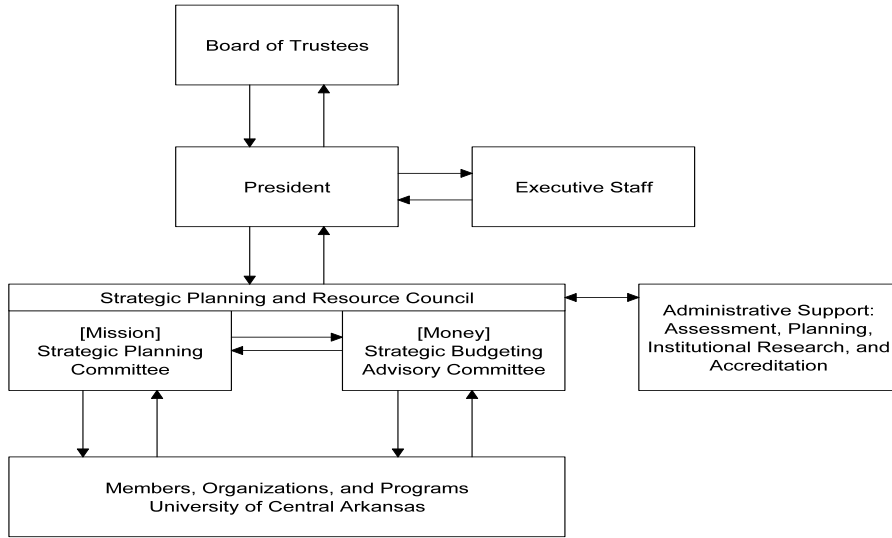 Board of Trustees
President
Executive Staff
Strategic Planning and Resource Council
[Mission]
Strategic Planning
Committee
[Money]
Strategic Budgeting
Advisory Committee
Administrative Support:
Assessment, Planning,
Institutional Research, and
Accreditation
Members, Organizations, and Programs
University of Central Arkansas